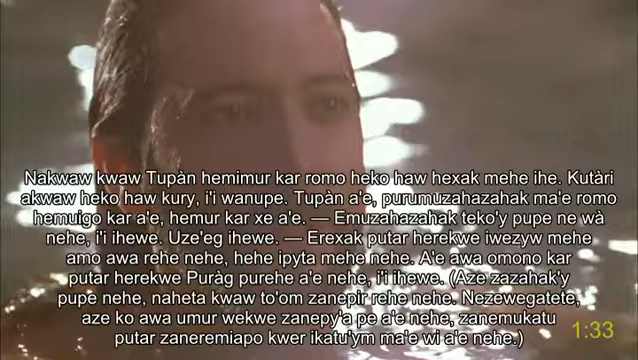 Nakwaw kwaw Tupàn hemimur kar romo heko haw hexak mehe ihe. Kutàri
akwaw heko haw kury, i'i wanupe. Tupàn a'e, purumuzahazahak ma'e romo
hemuigo kar a'e, hemur kar xe a'e. — Emuzahazahak teko'y pupe ne wà
nehe, i'i ihewe. Uze'eg ihewe. — Erexak putar herekwe iwezyw mehe
amo awa rehe nehe, hehe ipyta mehe nehe. A'e awa omono kar
putar herekwe Puràg purehe a'e nehe, i'i ihewe. (Aze zazahak'y
pupe nehe, naheta kwaw to'om zanepir rehe nehe. Nezewegatete,
aze ko awa umur wekwe zanepy'a pe a'e nehe, zanemukatu
putar zaneremiapo kwer ikatu'ym ma'e wi a'e nehe.)
1:33